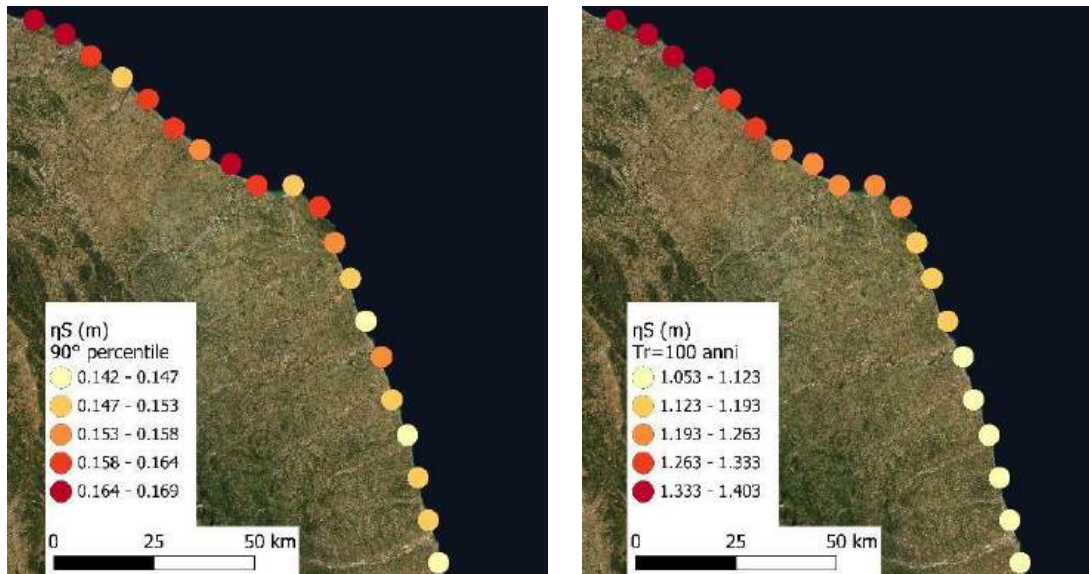 ηS (m)
90° percentile
0.142 - 0.147
0.147 - 0.153
0.153 - 0.158
0.158 - 0.164
0.164 - 0.169
0 25 50 km
ηS (m)
Tr=100 anni
1.053 - 1.123
1.123 - 1.193
1.193 - 1.263
1.263 - 1.333
1.333 - 1.403
0 25 50 km